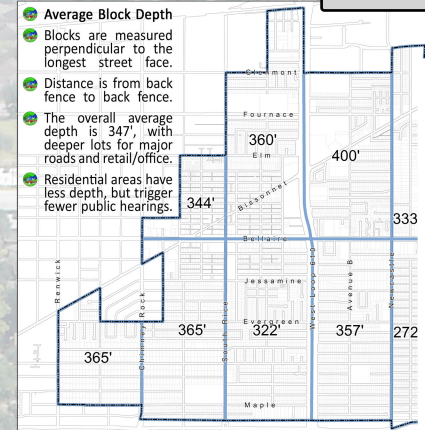 Average Block Depth
Blocks are measured
perpendicular to the
longest street face.
Distance is from back
fence to back fence.
The overall average
depth is 347', with
deeper lots for major
roads and retail/office.
Residential areas have
less depth, but trigger
fewer public hearings.
Clermont
Fournace
360'
Elm
400'
344'
Bissonnet
333
Bellaire
Renwick
Chimney Rock
South Rice
West Loop 610
Avenue B
Newcastle
Jessamine
Evergreen
365'
365'
322'
357'
272
Maple